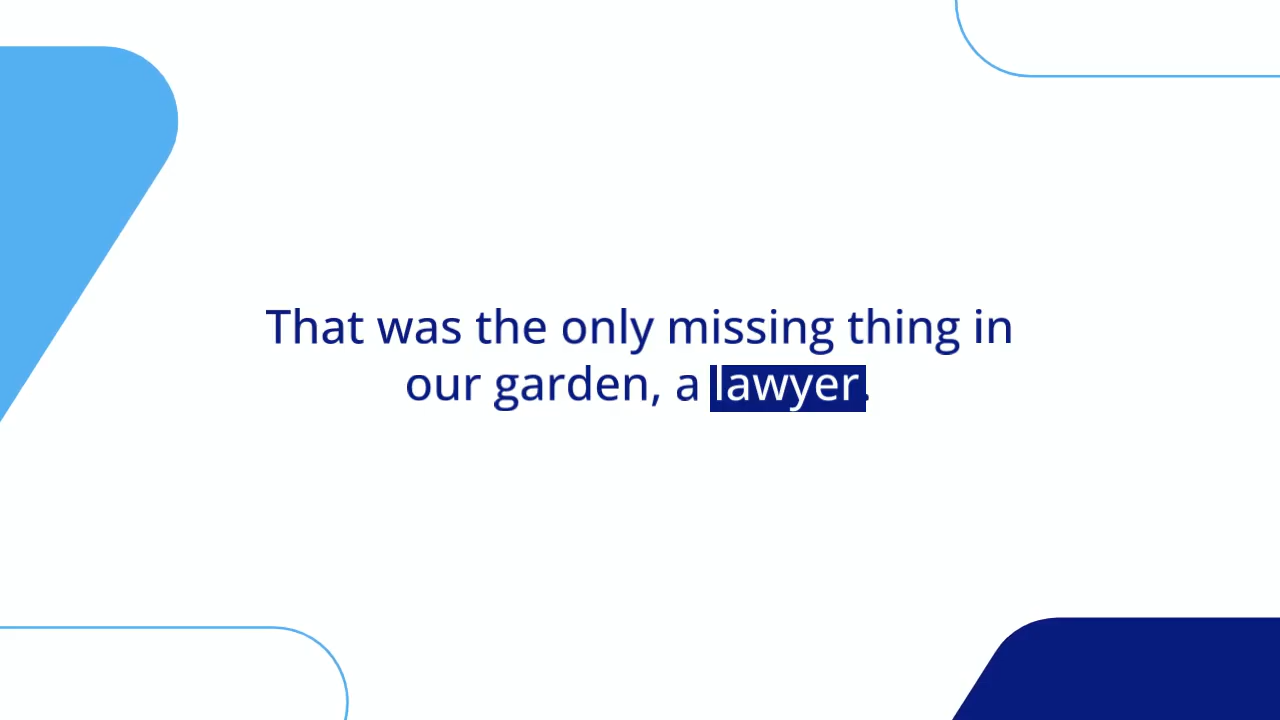 That was the only missing thing in
our garden, a lawyer.